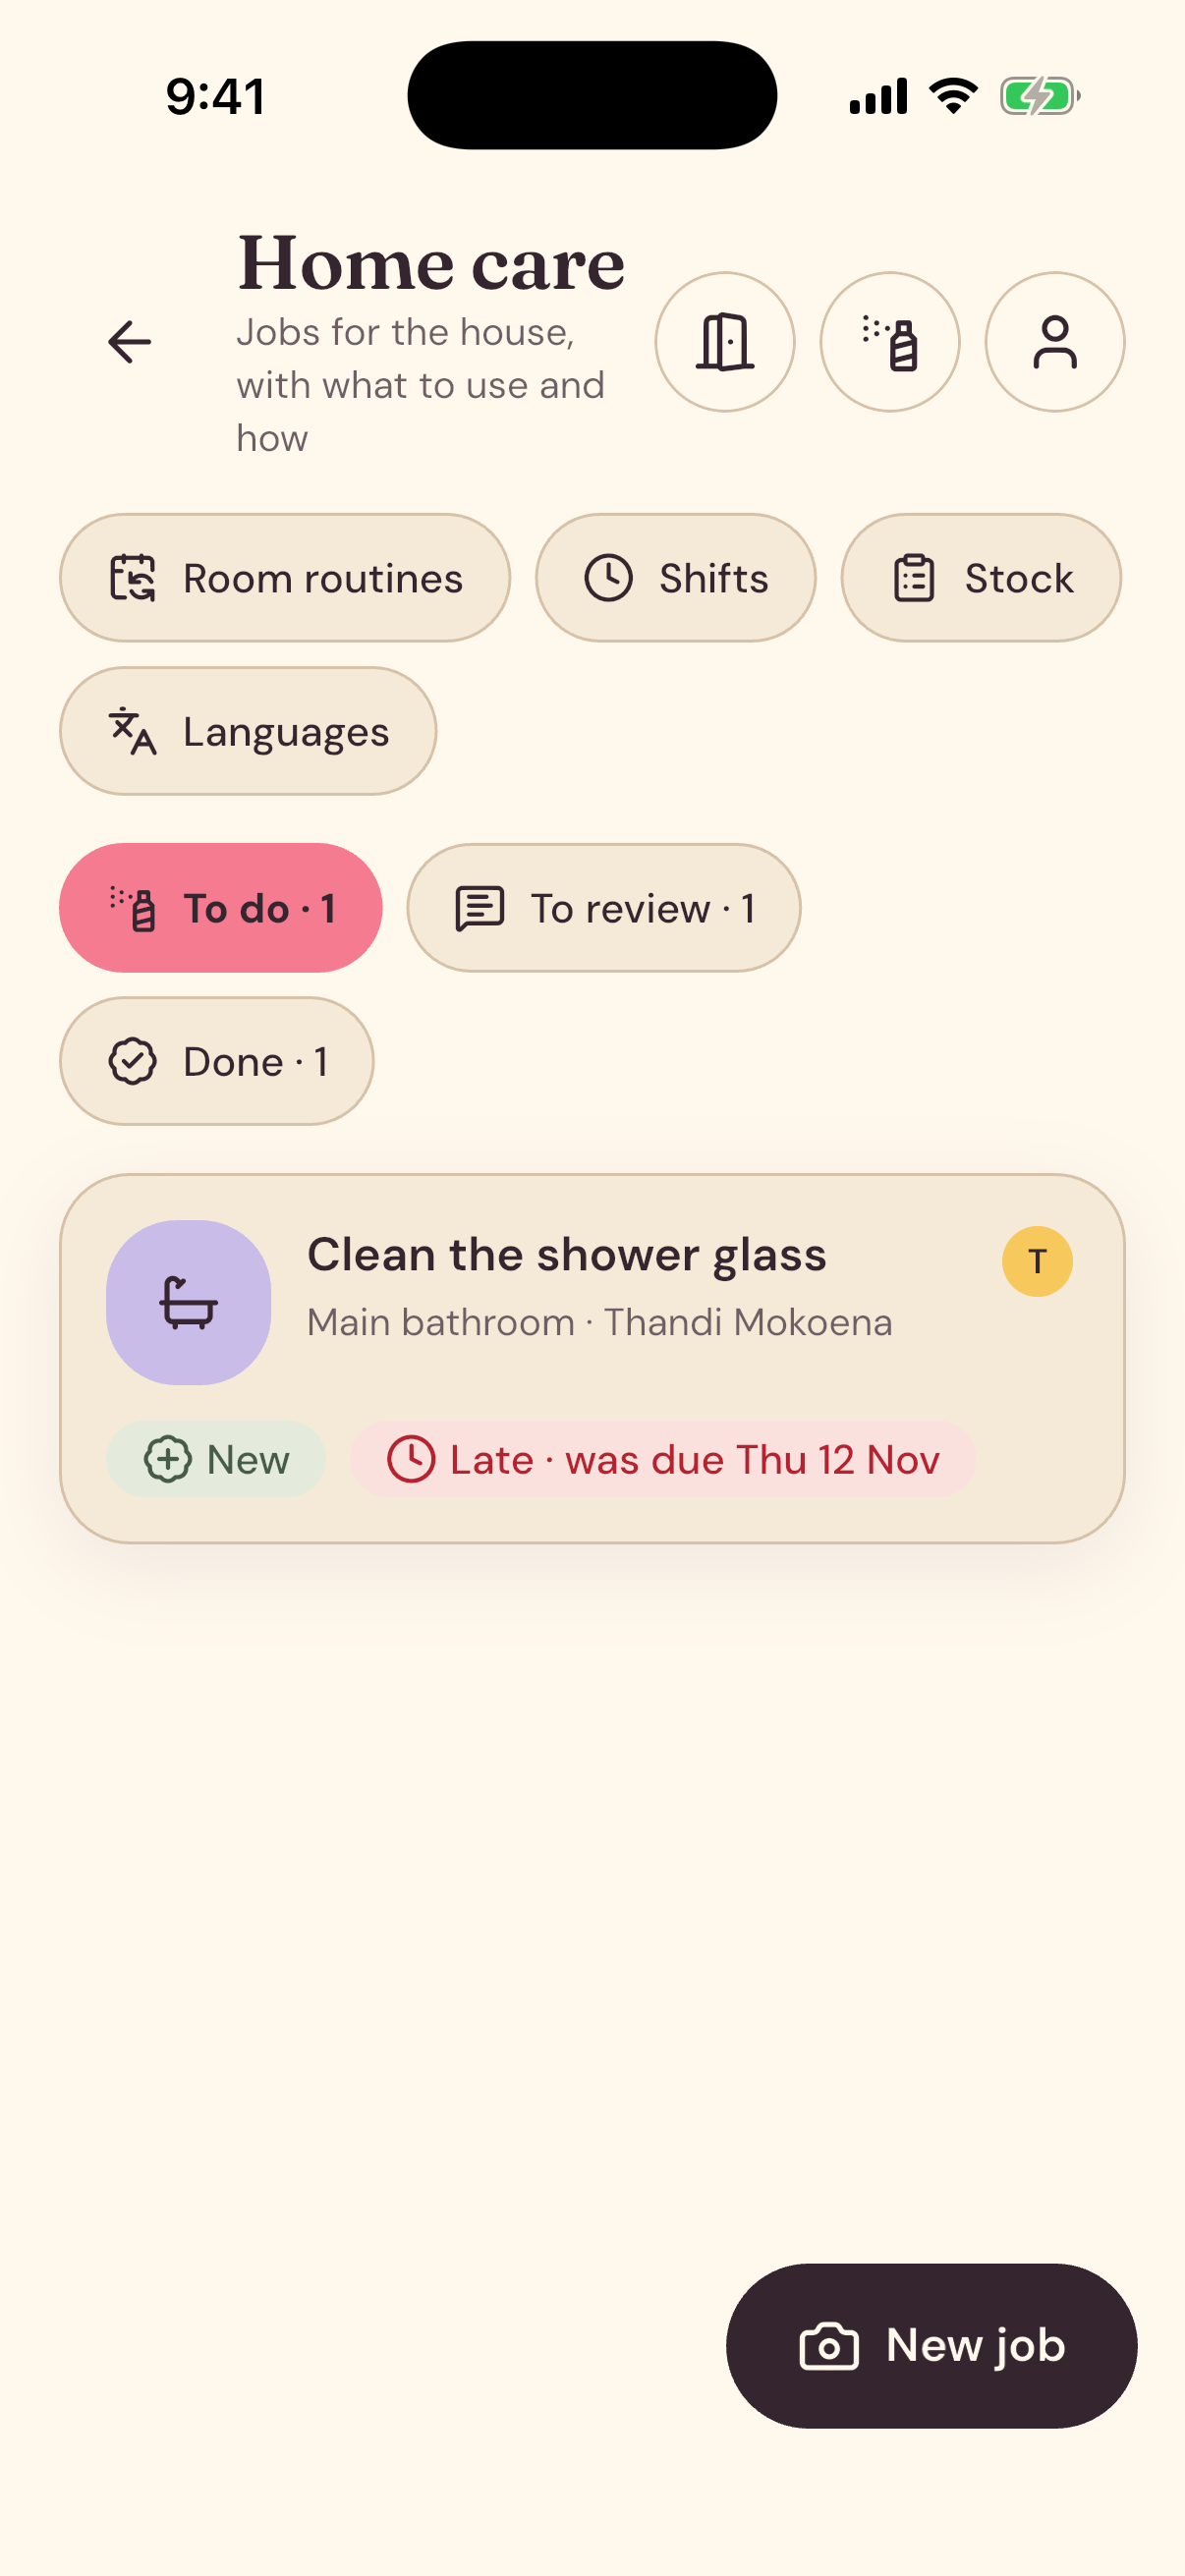 9:41
Home care
Jobs for the house,
with what to use and
how
Room routines
Shifts
Stock
Languages
To do · 1
To review · 1
Done · 1
Clean the shower glass
T
Main bathroom · Thandi Mokoena
New
Late · was due Thu 12 Nov
New job